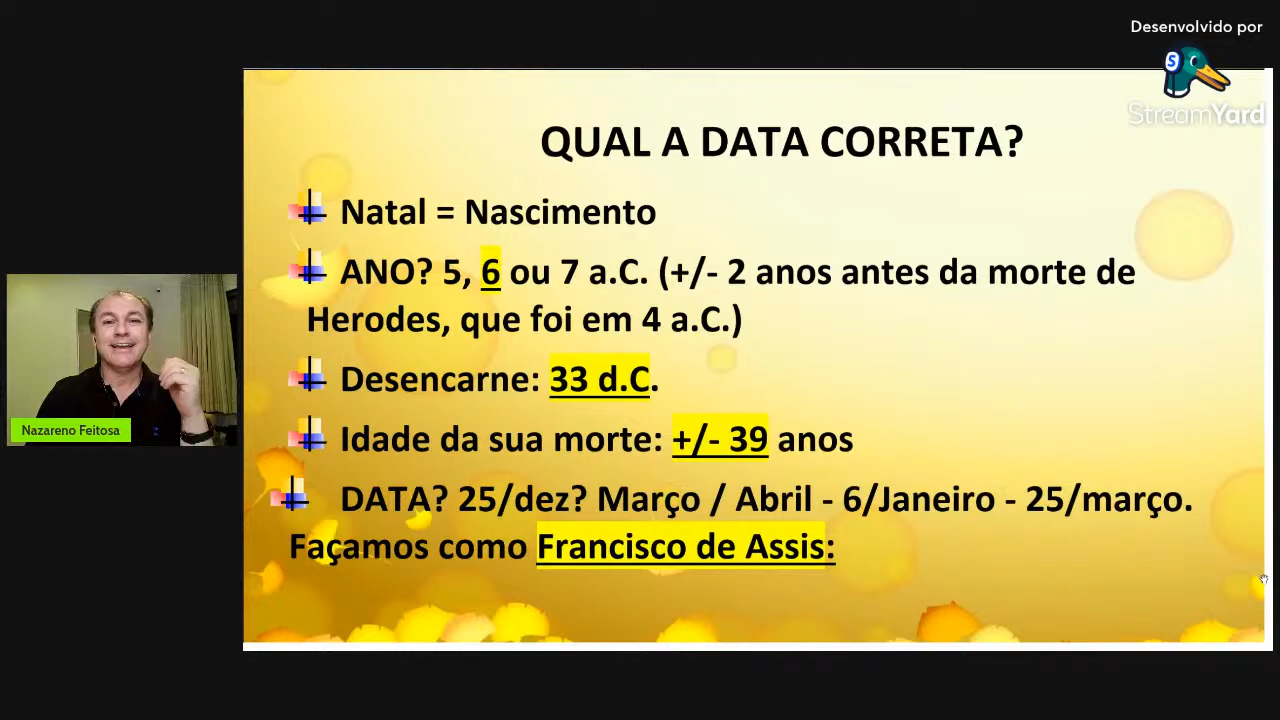 Desenvolvido por
StreamYard
QUAL A DATA CORRETA?
Natal = Nascimento
ANO? 5, 6 ou 7 a.C. (+/- 2 anos antes da morte de
Herodes, que foi em 4 a.C.)
Desencarne: 33 d.C.
Idade da sua morte: +/- 39 anos
DATA? 25/dez? Março / Abril - 6/Janeiro - 25/março.
Façamos como Francisco de Assis:
Nazareno Feitosa